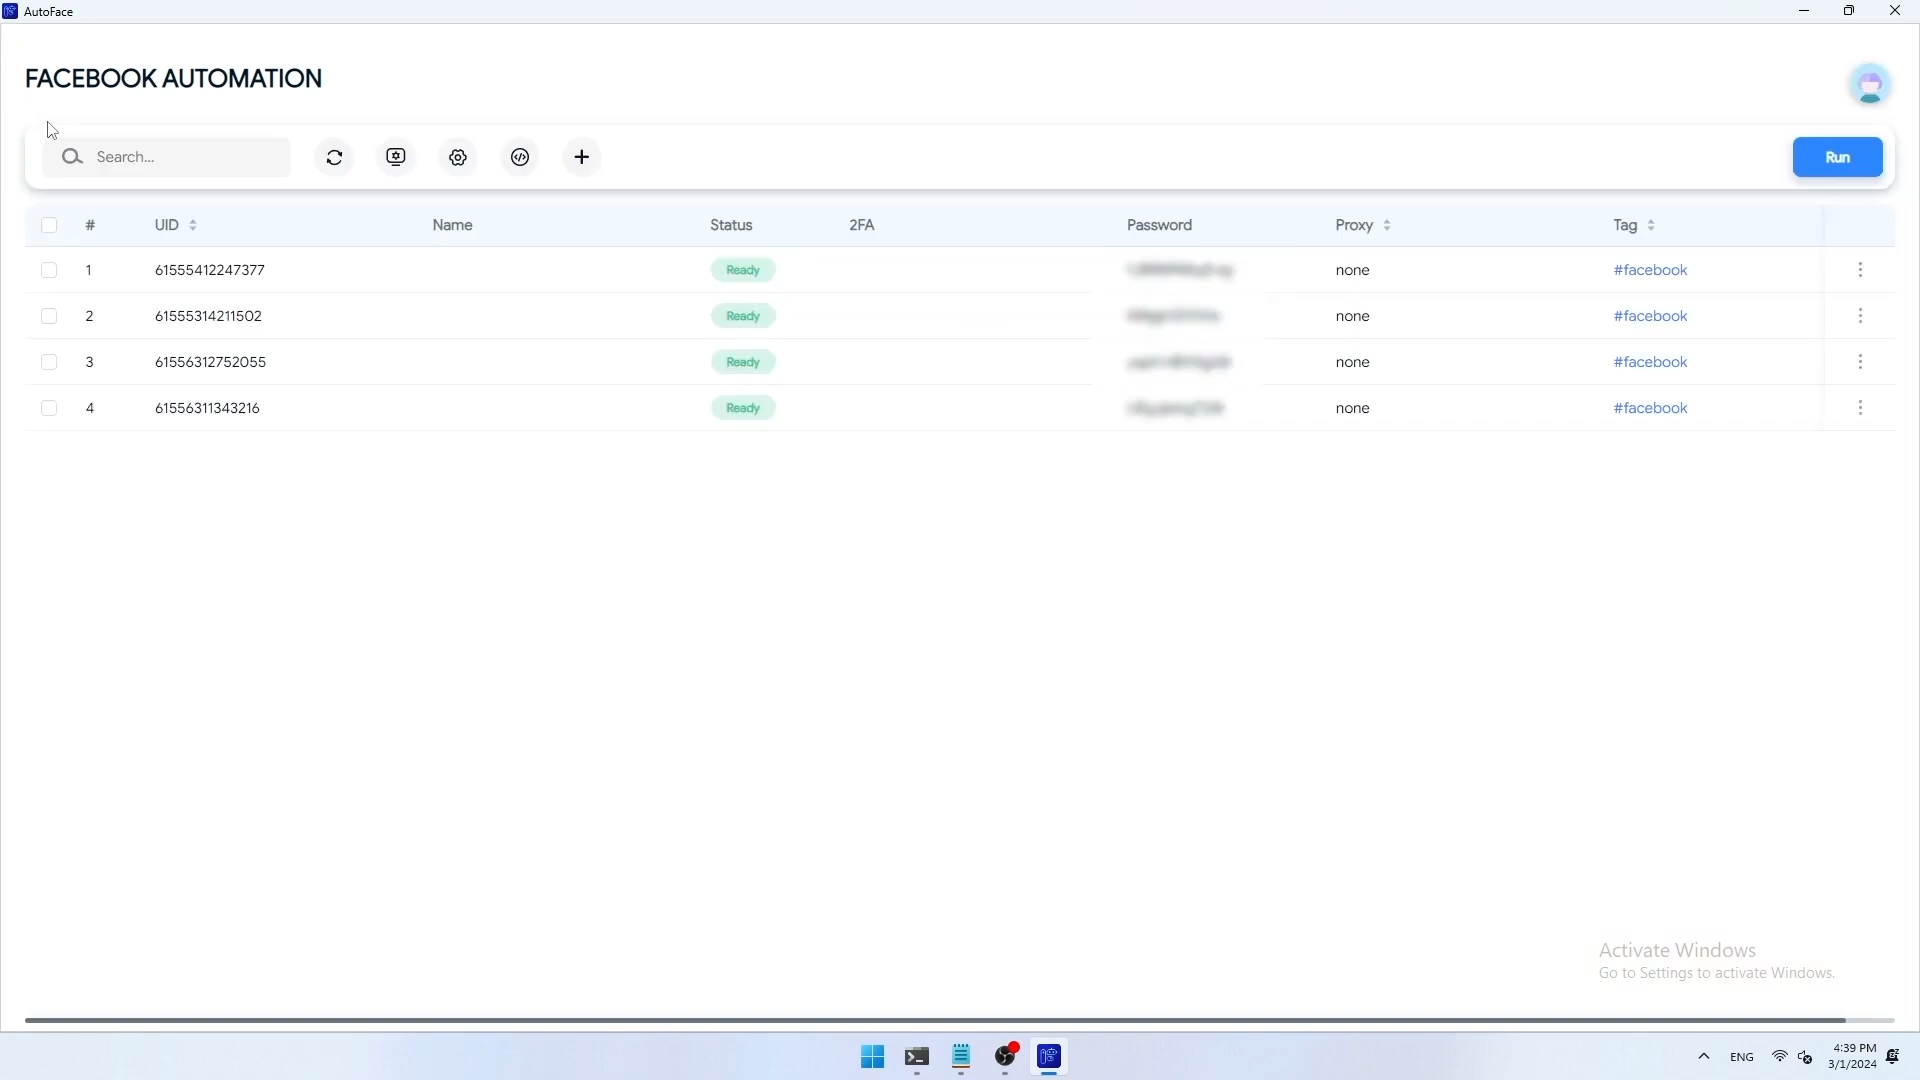 AutoFace
FACEBOOK AUTOMATION
Search...
Run
# UID Name Status 2FA Password Proxy Tag
1 61555412247377 Ready none #facebook
2 61555314211502 Ready none #facebook
3 61556312752055 Ready none #facebook
4 61556311343216 Ready none #facebook
Activate Windows
Go to Settings to activate Windows.
ENG
4:39 PM
3/1/2024